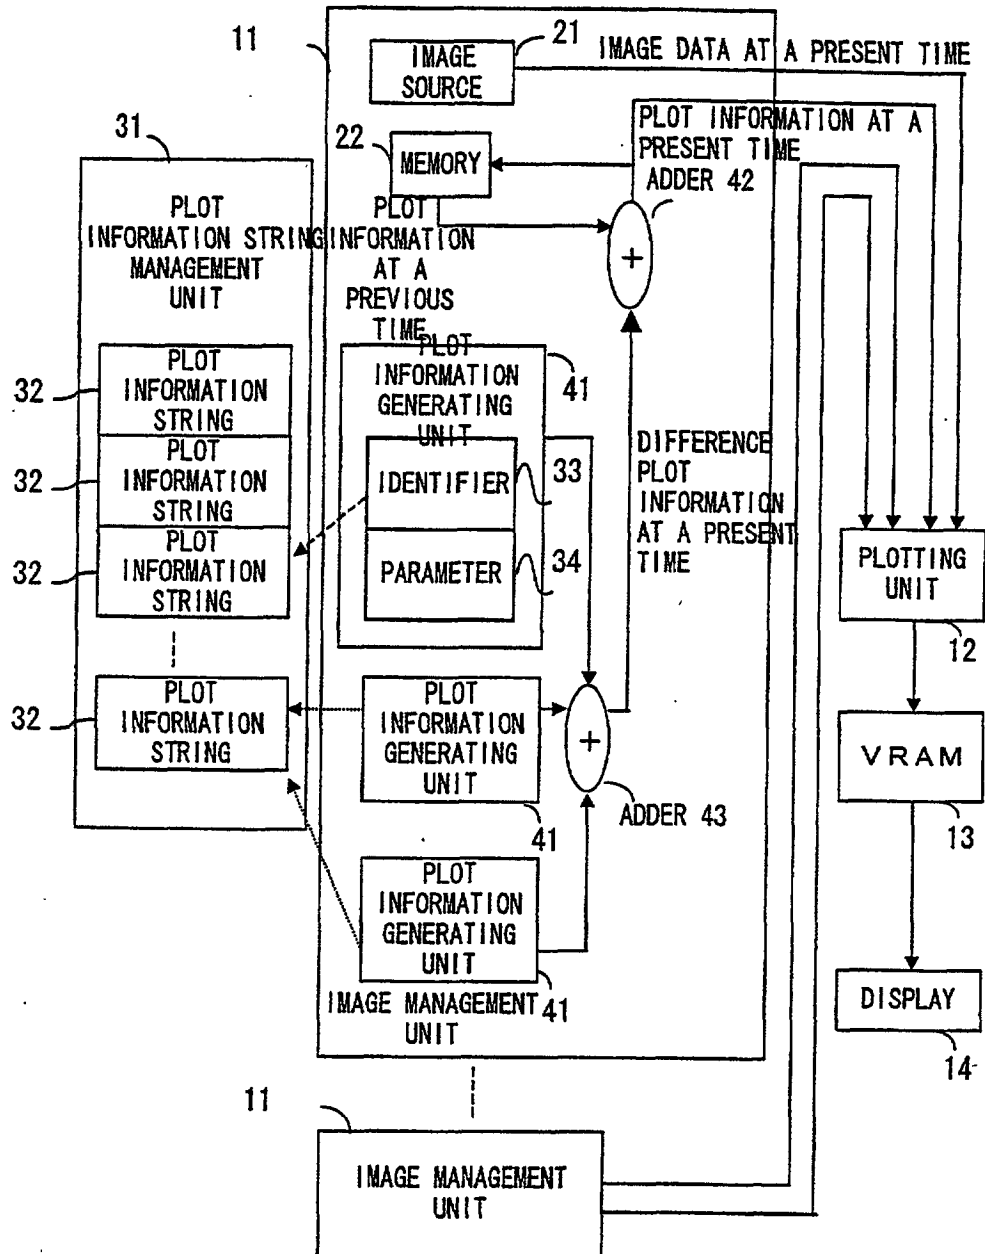 11
21
IMAGE SOURCE
IMAGE DATA AT A PRESENT TIME
31
22
MEMORY
PLOT INFORMATION AT A
PRESENT TIME
ADDER 42
+
PLOT
INFORMATION STRING
MANAGEMENT
UNIT
PLOT
INFORMATION
AT A
PREVIOUS
TIME
32
PLOT
INFORMATION
STRING
32
PLOT
INFORMATION
STRING
32
PLOT
INFORMATION
STRING
32
PLOT
INFORMATION
STRING
PLOT
INFORMATION
GENERATING
UNIT
41
IDENTIFIER
33
PARAMETER
34
DIFFERENCE
PLOT
INFORMATION
AT A PRESENT
TIME
PLOT
INFORMATION
GENERATING
UNIT
41
+
ADDER 43
PLOT
INFORMATION
GENERATING
UNIT
41
IMAGE MANAGEMENT
UNIT
PLOTTING
UNIT
12
VRAM
13
DISPLAY
14
11
IMAGE MANAGEMENT
UNIT